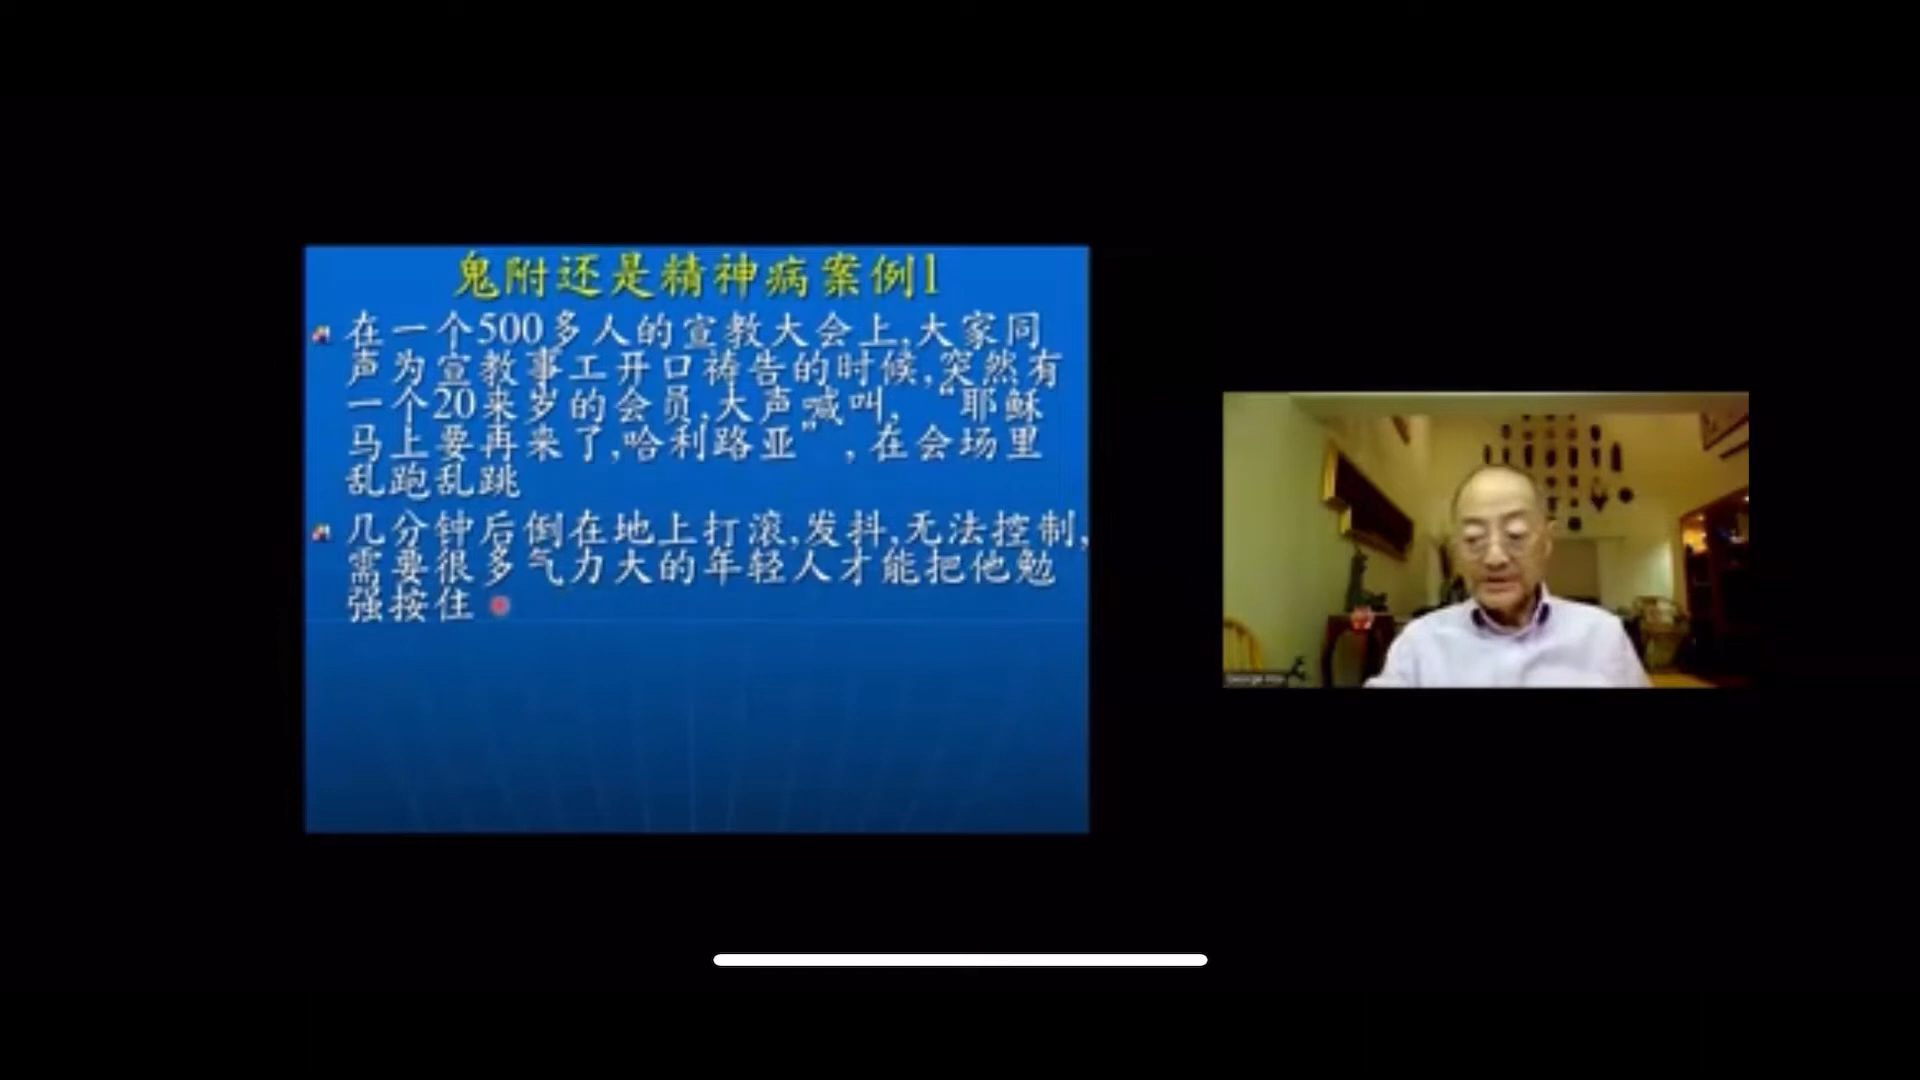 鬼附还是精神病案例1
在一个500多人的宣教大会上,大家同
声为宣教事工开口祷告的时候,突然有
一个20来岁的会员,大声喊叫,“耶稣
马上要再来了,哈利路亚”,在会场里
乱跑乱跳
几分钟后倒在地上打滚,发抖,无法控制,
需要很多气力大的年轻人才能把他勉
强按住
George